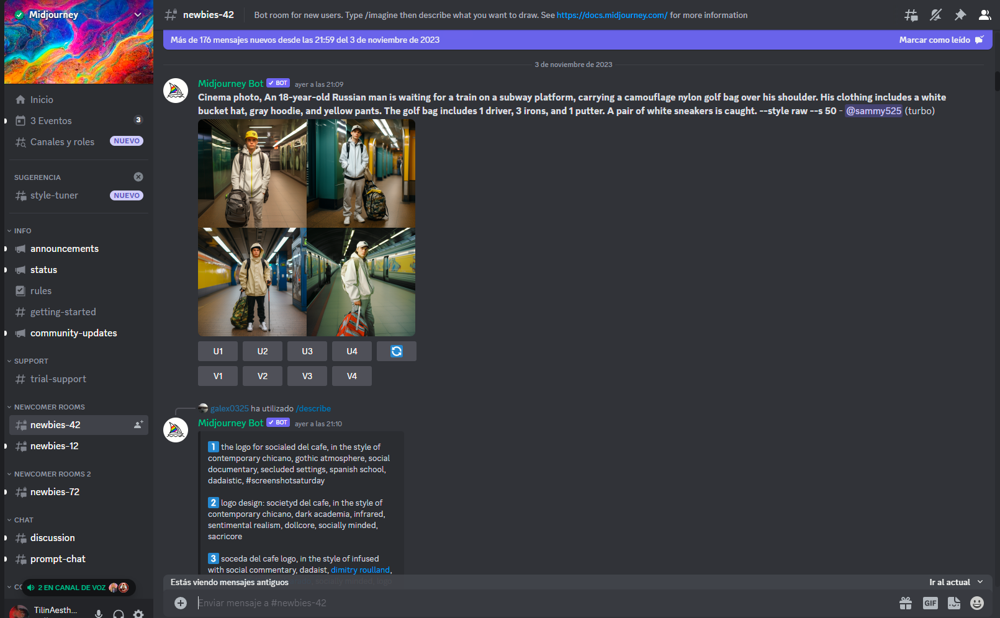 Midjourney
Inicio
3 Eventos
3
Canales y roles
NUEVO
SUGERENCIA
style-tuner
NUEVO
INFO
announcements
status
rules
getting-started
community-updates
SUPPORT
trial-support
NEWCOMER ROOMS
newbies-42
newbies-12
NEWCOMER ROOMS 2
newbies-72
CHAT
discussion
prompt-chat
2 EN CANAL DE VOZ
TilinAesth...
newbies-42
Bot room for new users. Type /imagine then describe what you want to draw. See https://docs.midjourney.com/ for more information
Más de 176 mensajes nuevos desde las 21:59 del 3 de noviembre de 2023
Marcar como leído
3 de noviembre de 2023
Midjourney Bot BOT ayer a las 21:09
Cinema photo, An 18-year-old Russian man is waiting for a train on a subway platform, carrying a camouflage nylon golf bag over his shoulder. His clothing includes a white
bucket hat, gray hoodie, and yellow pants. The golf bag includes 1 driver, 3 irons, and 1 putter. A pair of white sneakers is caught. --style raw --s 50 - @sammy525 (turbo)
U1 U2 U3 U4
V1 V2 V3 V4
galex0325 ha utilizado /describe
Midjourney Bot BOT ayer a las 21:10
1 the logo for socialed del cafe, in the style of
contemporary chicano, gothic atmosphere, social
documentary, secluded settings, spanish school,
dadaistic, #screenshotsaturday
2 logo design: societyd del cafe, in the style of
contemporary chicano, dark academia, infrared,
sentimental realism, dollcore, socially minded,
sacricore
3 soceda del cafe logo, in the style of infused
with social commentary, dadaist, dimitry roulland,
socially minded, logo
Estás viendo mensajes antiguos
Ir al actual
Enviar mensaje a #newbies-42
GIF